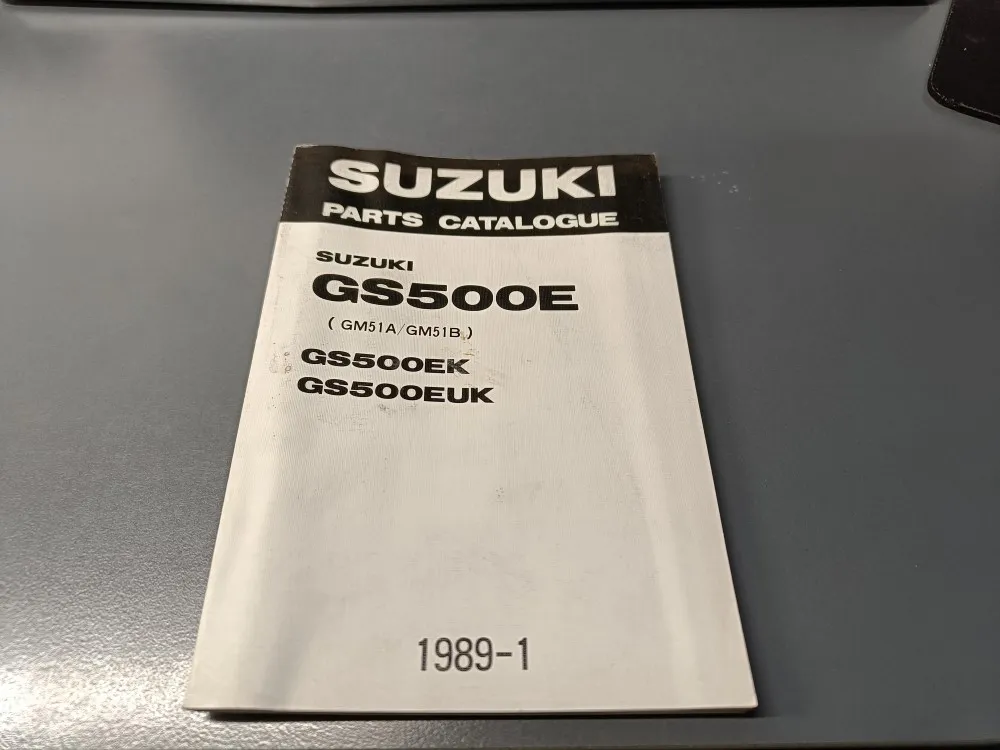 SUZUKI
PARTS CATALOGUE
SUZUKI
GS500E
( GM51A/GM51B )
GS500EK
GS500EUK
1989-1